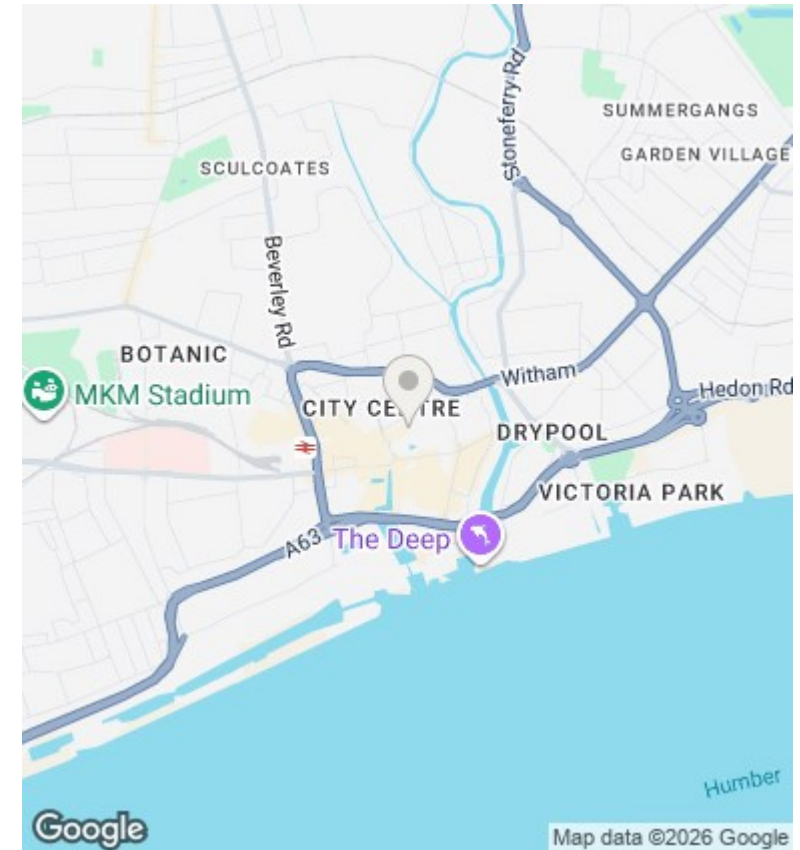 Stoneferry Rd
SUMMERGANGS
GARDEN VILLAGE
SCULCOATES
Beverley Rd
BOTANIC
MKM Stadium
Witham
Hedon Rd
CITY CENTRE
DRYPOOL
VICTORIA PARK
A63
The Deep
Humber
Google
Map data ©2026 Google